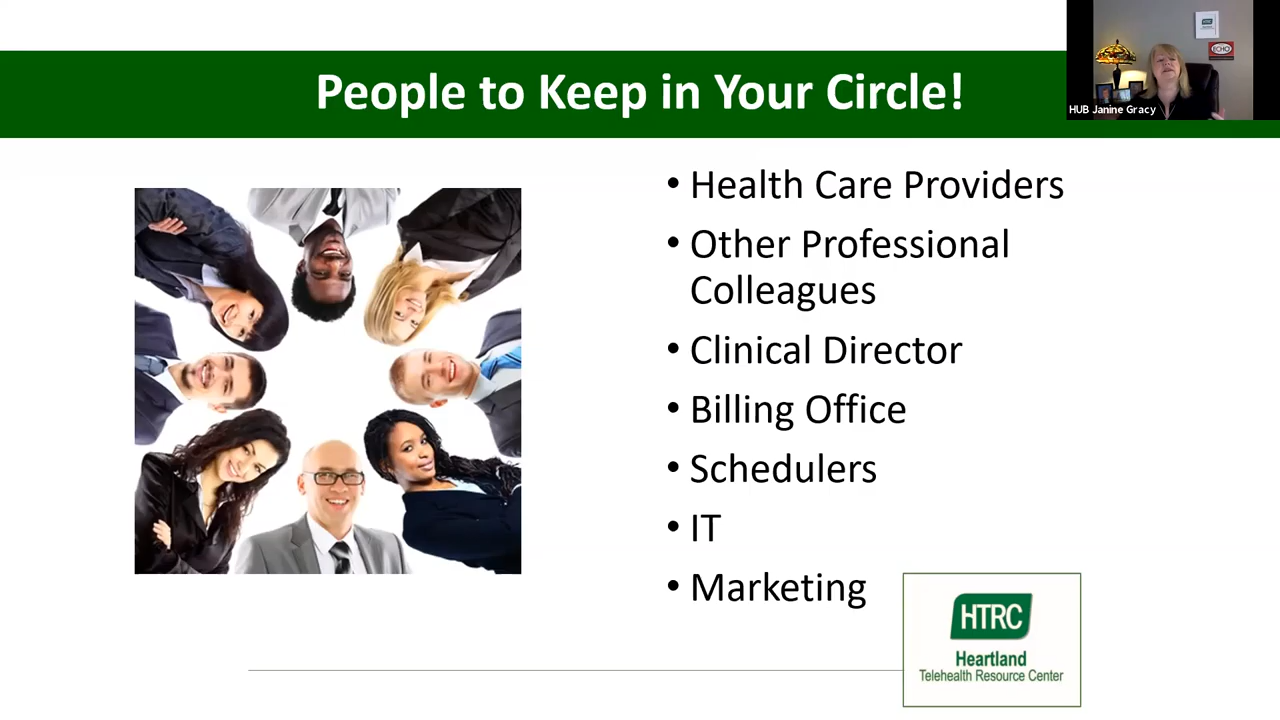 People to Keep in Your Circle!
HUB Janine Gracy
ECHO
• Health Care Providers
• Other Professional
Colleagues
• Clinical Director
• Billing Office
• Schedulers
• IT
• Marketing
HTRC
Heartland
Telehealth Resource Center